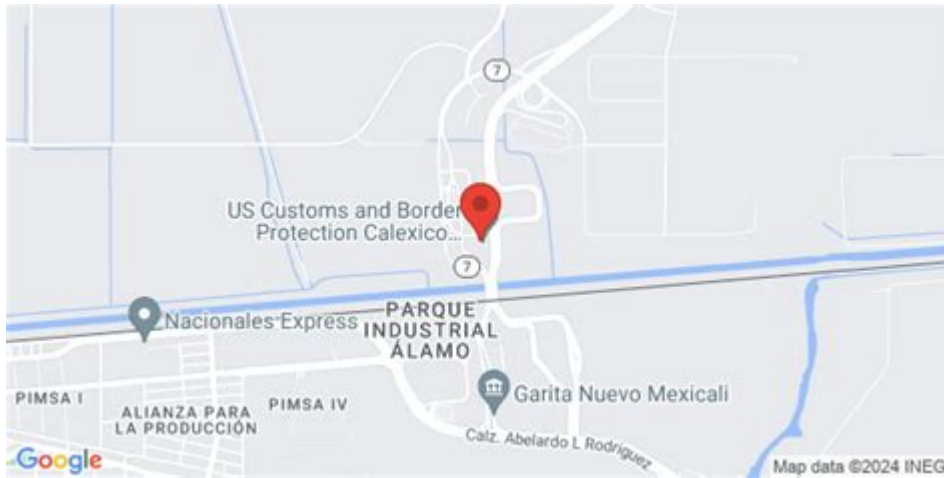 7
7
US Customs and Border
Protection Calexico...
7
Nacionales Express
PARQUE
INDUSTRIAL
ÁLAMO
PIMSA I
ALIANZA PARA
LA PRODUCCIÓN
PIMSA IV
Garita Nuevo Mexicali
Calz. Abelardo L Rodríguez
Google
Map data ©2024 INEG